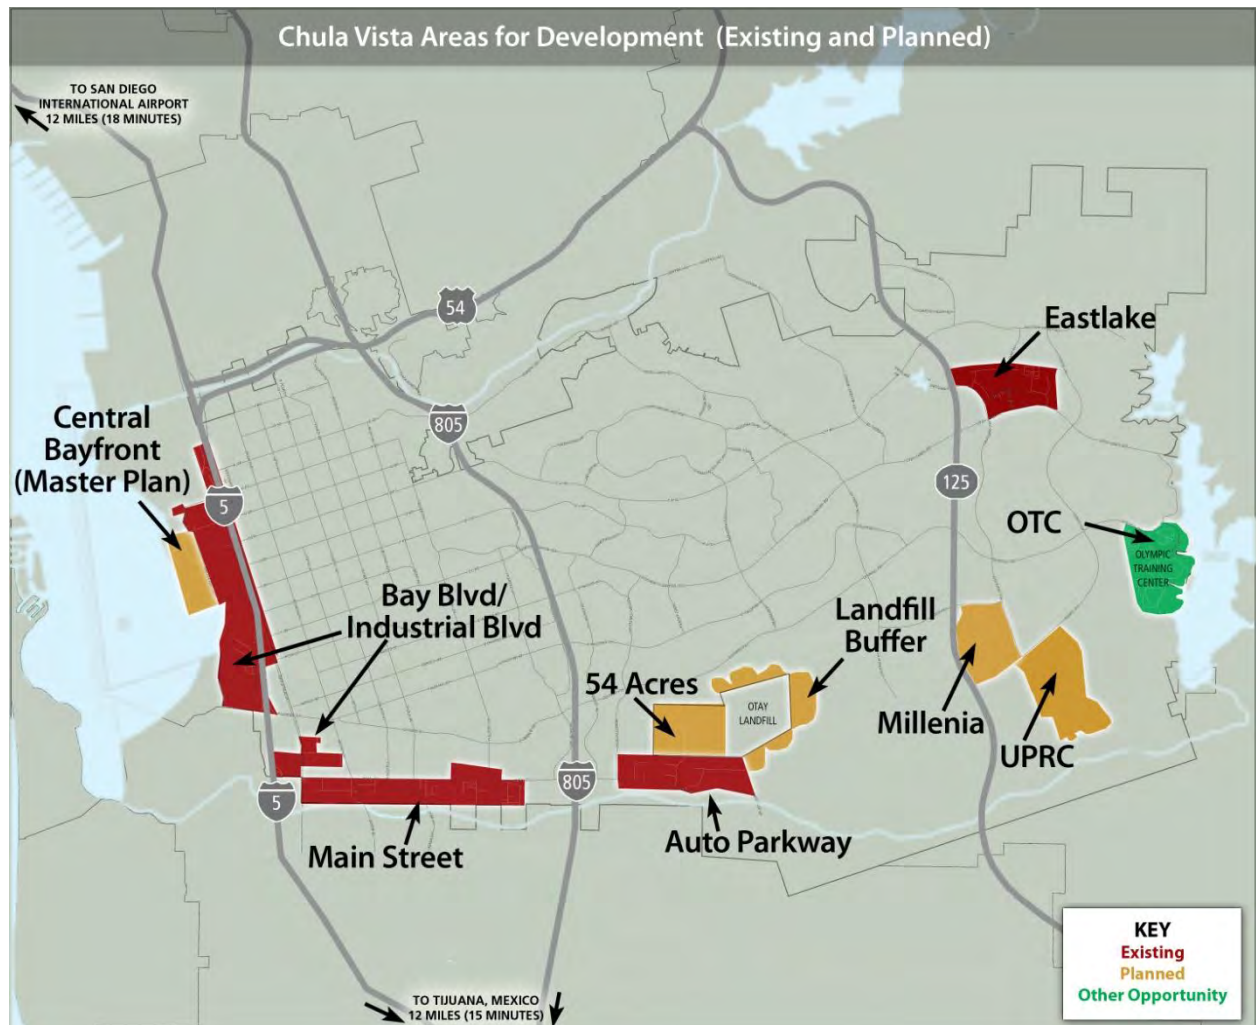 Chula Vista Areas for Development (Existing and Planned)
TO SAN DIEGO
INTERNATIONAL AIRPORT
12 MILES (18 MINUTES)
54
Eastlake
Central
Bayfront
(Master Plan)
805
5
125
OTC
OLYMPIC
TRAINING
CENTER
Bay Blvd/
Industrial Blvd
Landfill
Buffer
54 Acres
OTAY
LANDFILL
Millenia
UPRC
805
5
Main Street
Auto Parkway
KEY
Existing
Planned
Other Opportunity
TO TIJUANA, MEXICO
12 MILES (15 MINUTES)